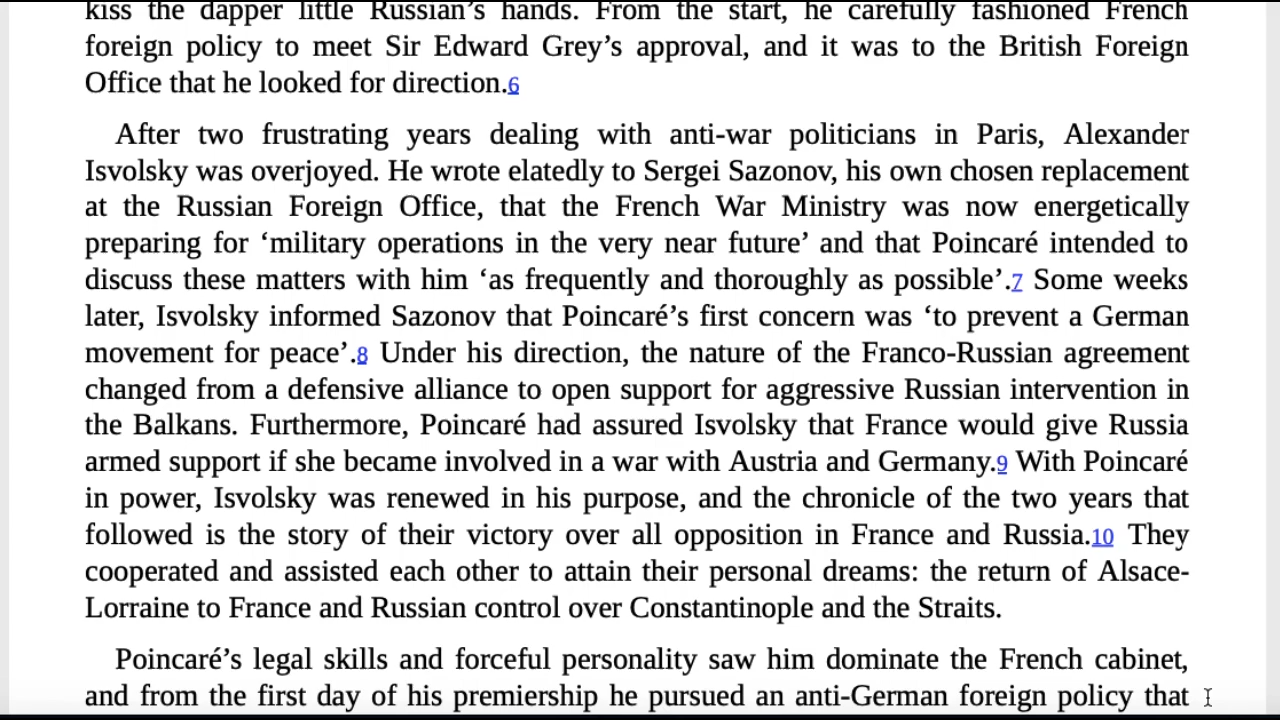 kiss the dapper little Russian’s hands. From the start, he carefully fashioned French
foreign policy to meet Sir Edward Grey’s approval, and it was to the British Foreign
Office that he looked for direction.6
After two frustrating years dealing with anti-war politicians in Paris, Alexander
Isvolsky was overjoyed. He wrote elatedly to Sergei Sazonov, his own chosen replacement
at the Russian Foreign Office, that the French War Ministry was now energetically
preparing for ‘military operations in the very near future’ and that Poincaré intended to
discuss these matters with him ‘as frequently and thoroughly as possible’.7 Some weeks
later, Isvolsky informed Sazonov that Poincaré’s first concern was ‘to prevent a German
movement for peace’.8 Under his direction, the nature of the Franco-Russian agreement
changed from a defensive alliance to open support for aggressive Russian intervention in
the Balkans. Furthermore, Poincaré had assured Isvolsky that France would give Russia
armed support if she became involved in a war with Austria and Germany.9 With Poincaré
in power, Isvolsky was renewed in his purpose, and the chronicle of the two years that
followed is the story of their victory over all opposition in France and Russia.10 They
cooperated and assisted each other to attain their personal dreams: the return of Alsace-
Lorraine to France and Russian control over Constantinople and the Straits.
Poincaré’s legal skills and forceful personality saw him dominate the French cabinet,
and from the first day of his premiership he pursued an anti-German foreign policy that